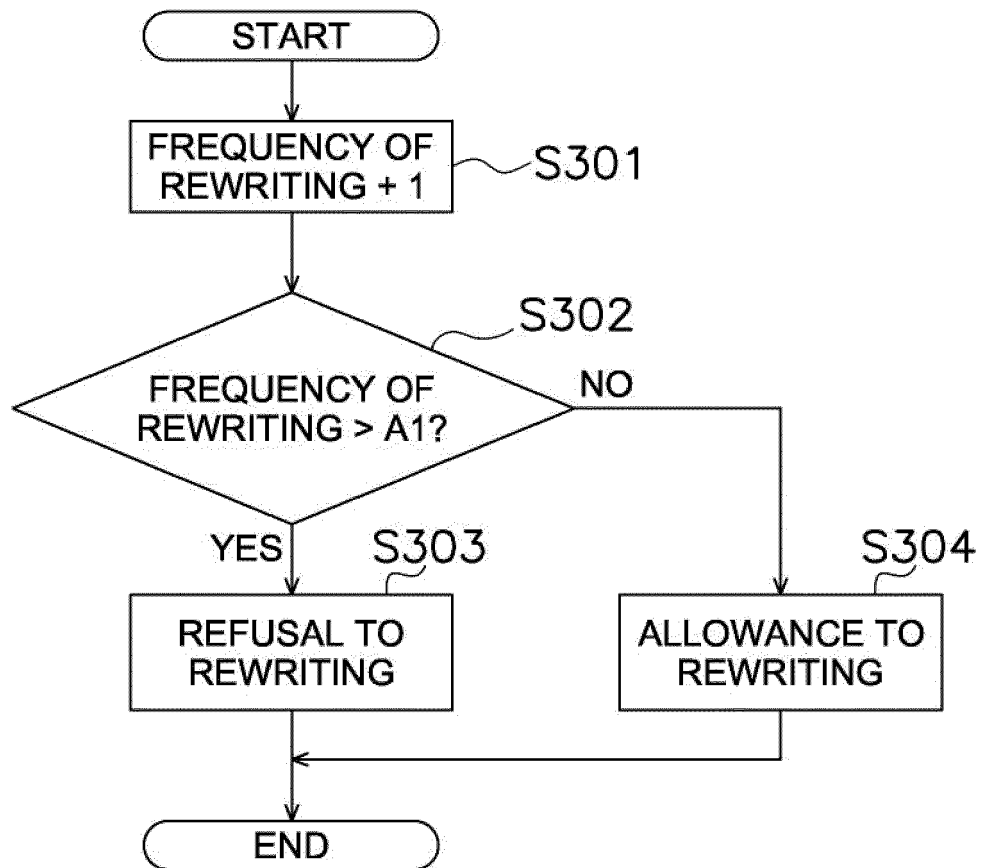 START
FREQUENCY OF
REWRITING + 1
S301
S302
FREQUENCY OF
REWRITING > A1?
NO
YES
S303
S304
REFUSAL TO
REWRITING
ALLOWANCE TO
REWRITING
END